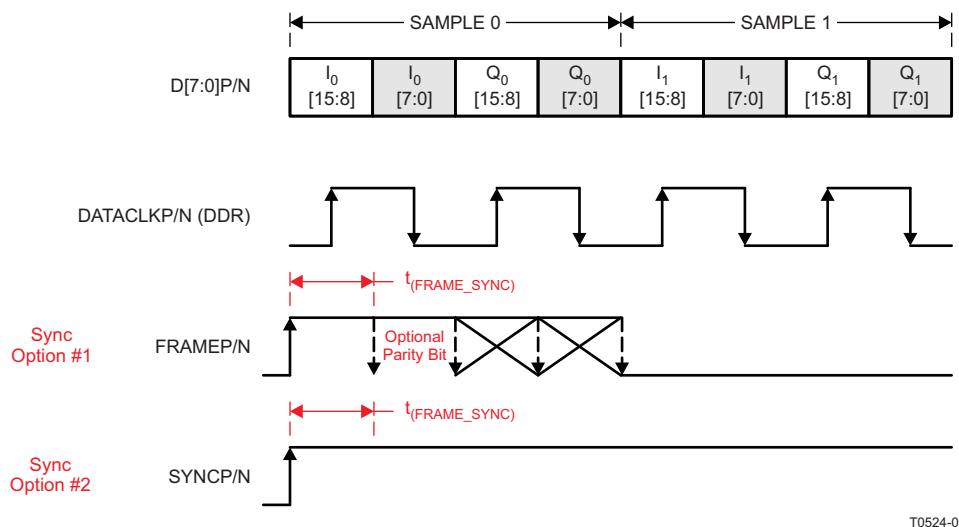 SAMPLE 0 SAMPLE 1
D[7:0]P/N
I0 I0 Q0 Q0 I1 I1 Q1 Q1
[15:8] [7:0] [15:8] [7:0] [15:8] [7:0] [15:8] [7:0]
DATACLKP/N (DDR)
t(FRAME_SYNC)
Sync
Option #1
FRAMEP/N
Optional
Parity Bit
t(FRAME_SYNC)
Sync
Option #2
SYNCP/N